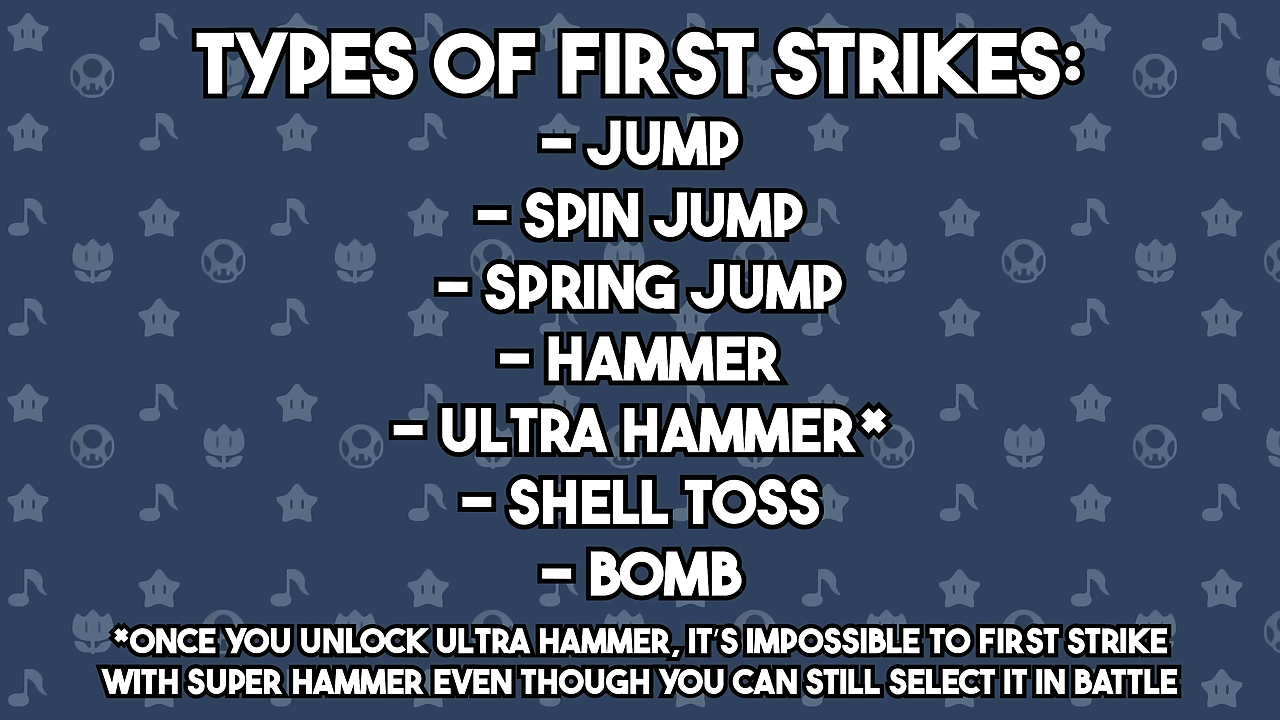 TYPES OF FIRST STRIKES:
- JUMP
- SPIN JUMP
- SPRING JUMP
- HAMMER
- ULTRA HAMMER*
- SHELL TOSS
- BOMB
*ONCE YOU UNLOCK ULTRA HAMMER, IT'S IMPOSSIBLE TO FIRST STRIKE
WITH SUPER HAMMER EVEN THOUGH YOU CAN STILL SELECT IT IN BATTLE